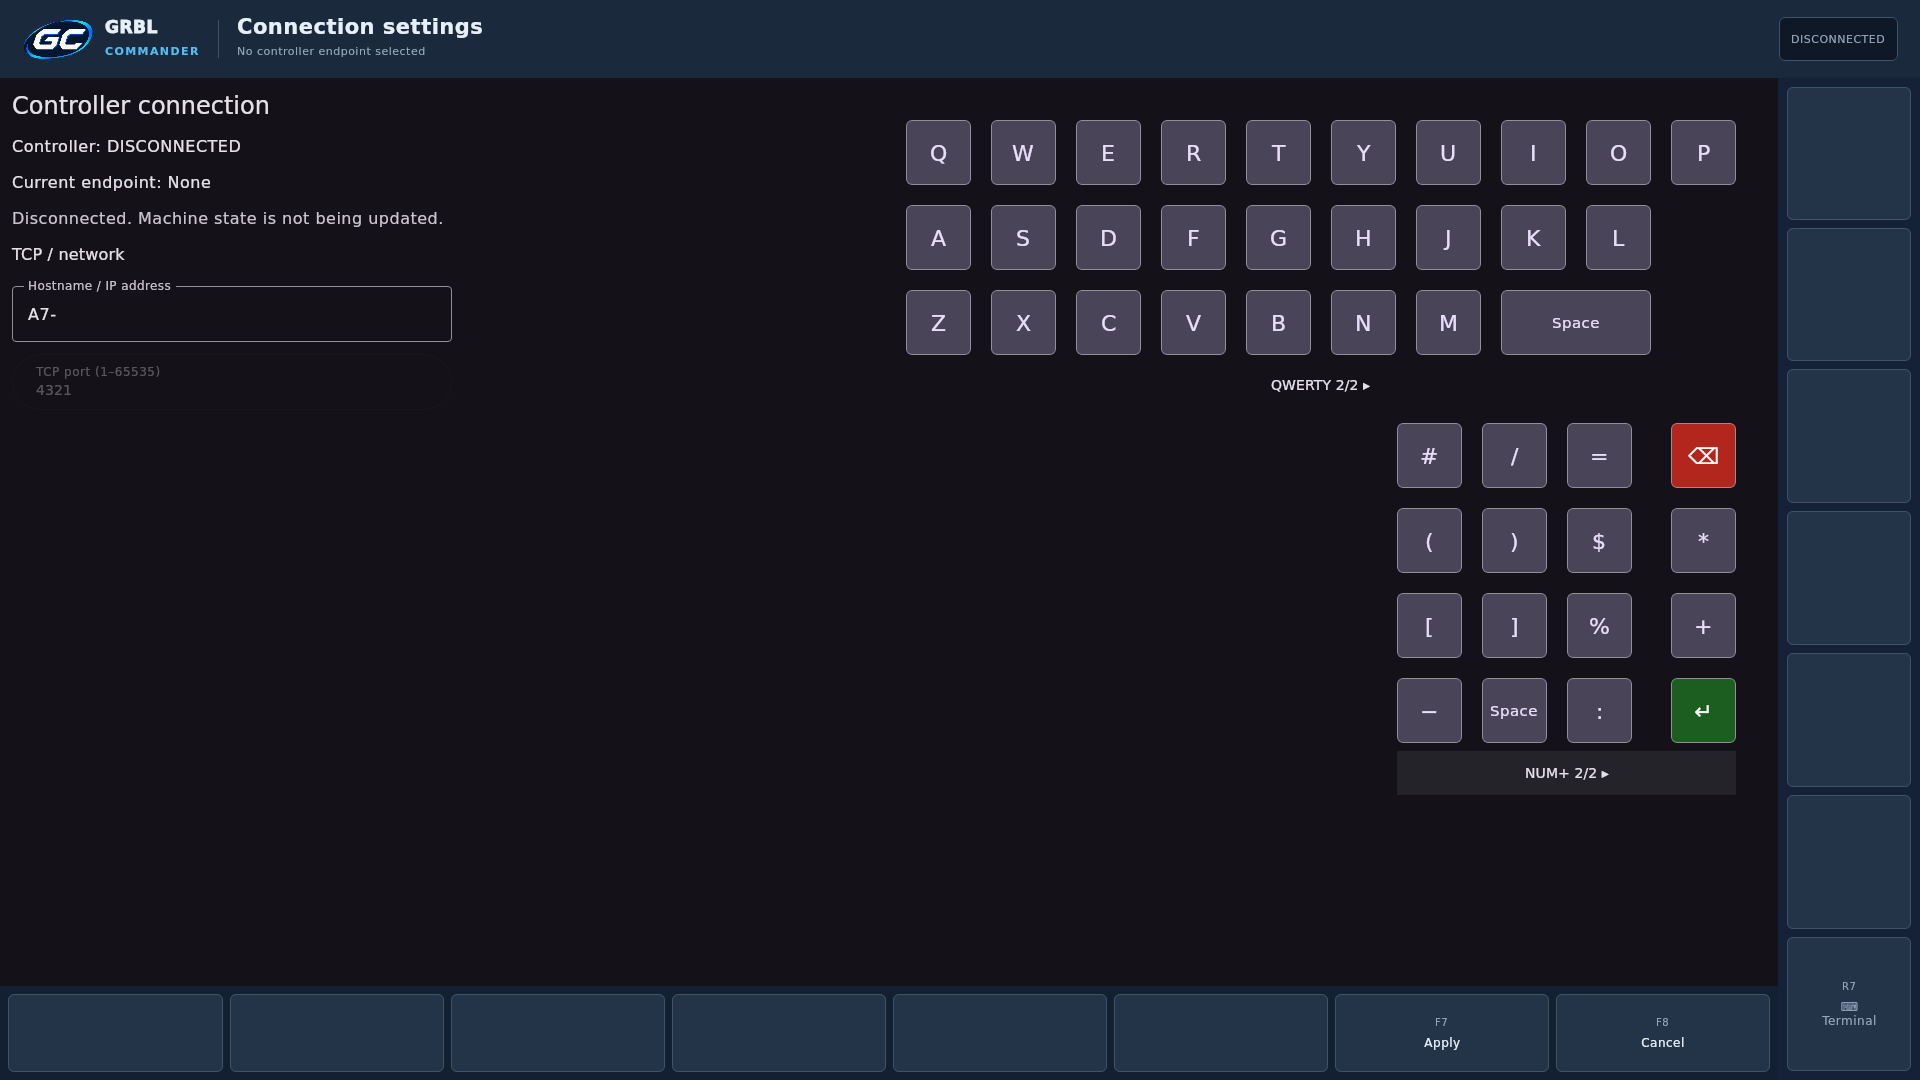 GC
GRBL
COMMANDER
Connection settings
No controller endpoint selected
DISCONNECTED
Controller connection
Controller: DISCONNECTED
Current endpoint: None
Disconnected. Machine state is not being updated.
TCP / network
Hostname / IP address
A7-
TCP port (1–65535)
4321
Q W E R T Y U I O P
A S D F G H J K L
Z X C V B N M Space
QWERTY 2/2 ▸
# / = ⌫
( ) $ *
[ ] % +
− Space : ↵
NUM+ 2/2 ▸
R7
⌨
Terminal
F7
Apply
F8
Cancel